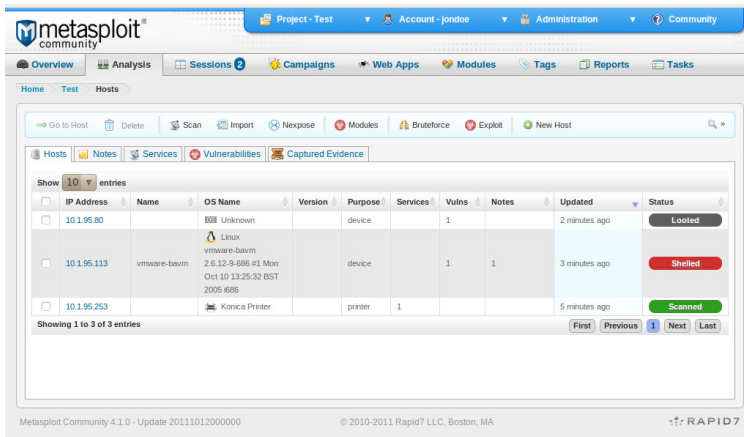 metasploit®
community
Project - Test ▼ Account - jondoe ▼ Administration ▼ Community
Overview Analysis Sessions 2 Campaigns Web Apps Modules Tags Reports Tasks
Home Test Hosts
Go to Host Delete Scan Import Nexpose Modules Bruteforce Exploit New Host »
Hosts Notes Services Vulnerabilities Captured Evidence
Show 10 ▼ entries
IP Address Name OS Name Version Purpose Services Vulns Notes Updated Status
10.1.95.80 OS Unknown device 1 2 minutes ago Looted
10.1.95.113 vmware-bavm Linux
vmware-bavm
2.6.12-9-686 #1 Mon
Oct 10 13:25:32 BST
2005 i686 device 1 1 3 minutes ago Shelled
10.1.95.253 Konica Printer printer 1 5 minutes ago Scanned
Showing 1 to 3 of 3 entries First Previous 1 Next Last
Metasploit Community 4.1.0 - Update 20111012000000 © 2010-2011 Rapid7 LLC, Boston, MA RAPID7